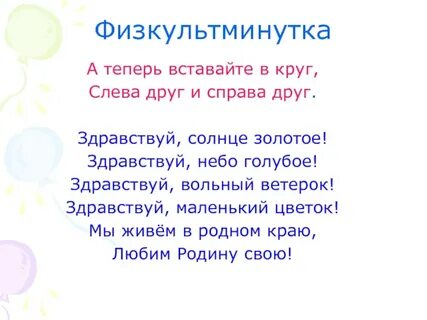 Физкультминутка
А теперь вставайте в круг,
Слева друг и справа друг.
Здравствуй, солнце золотое!
Здравствуй, небо голубое!
Здравствуй, вольный ветерок!
Здравствуй, маленький цветок!
Мы живём в родном краю,
Любим Родину свою!